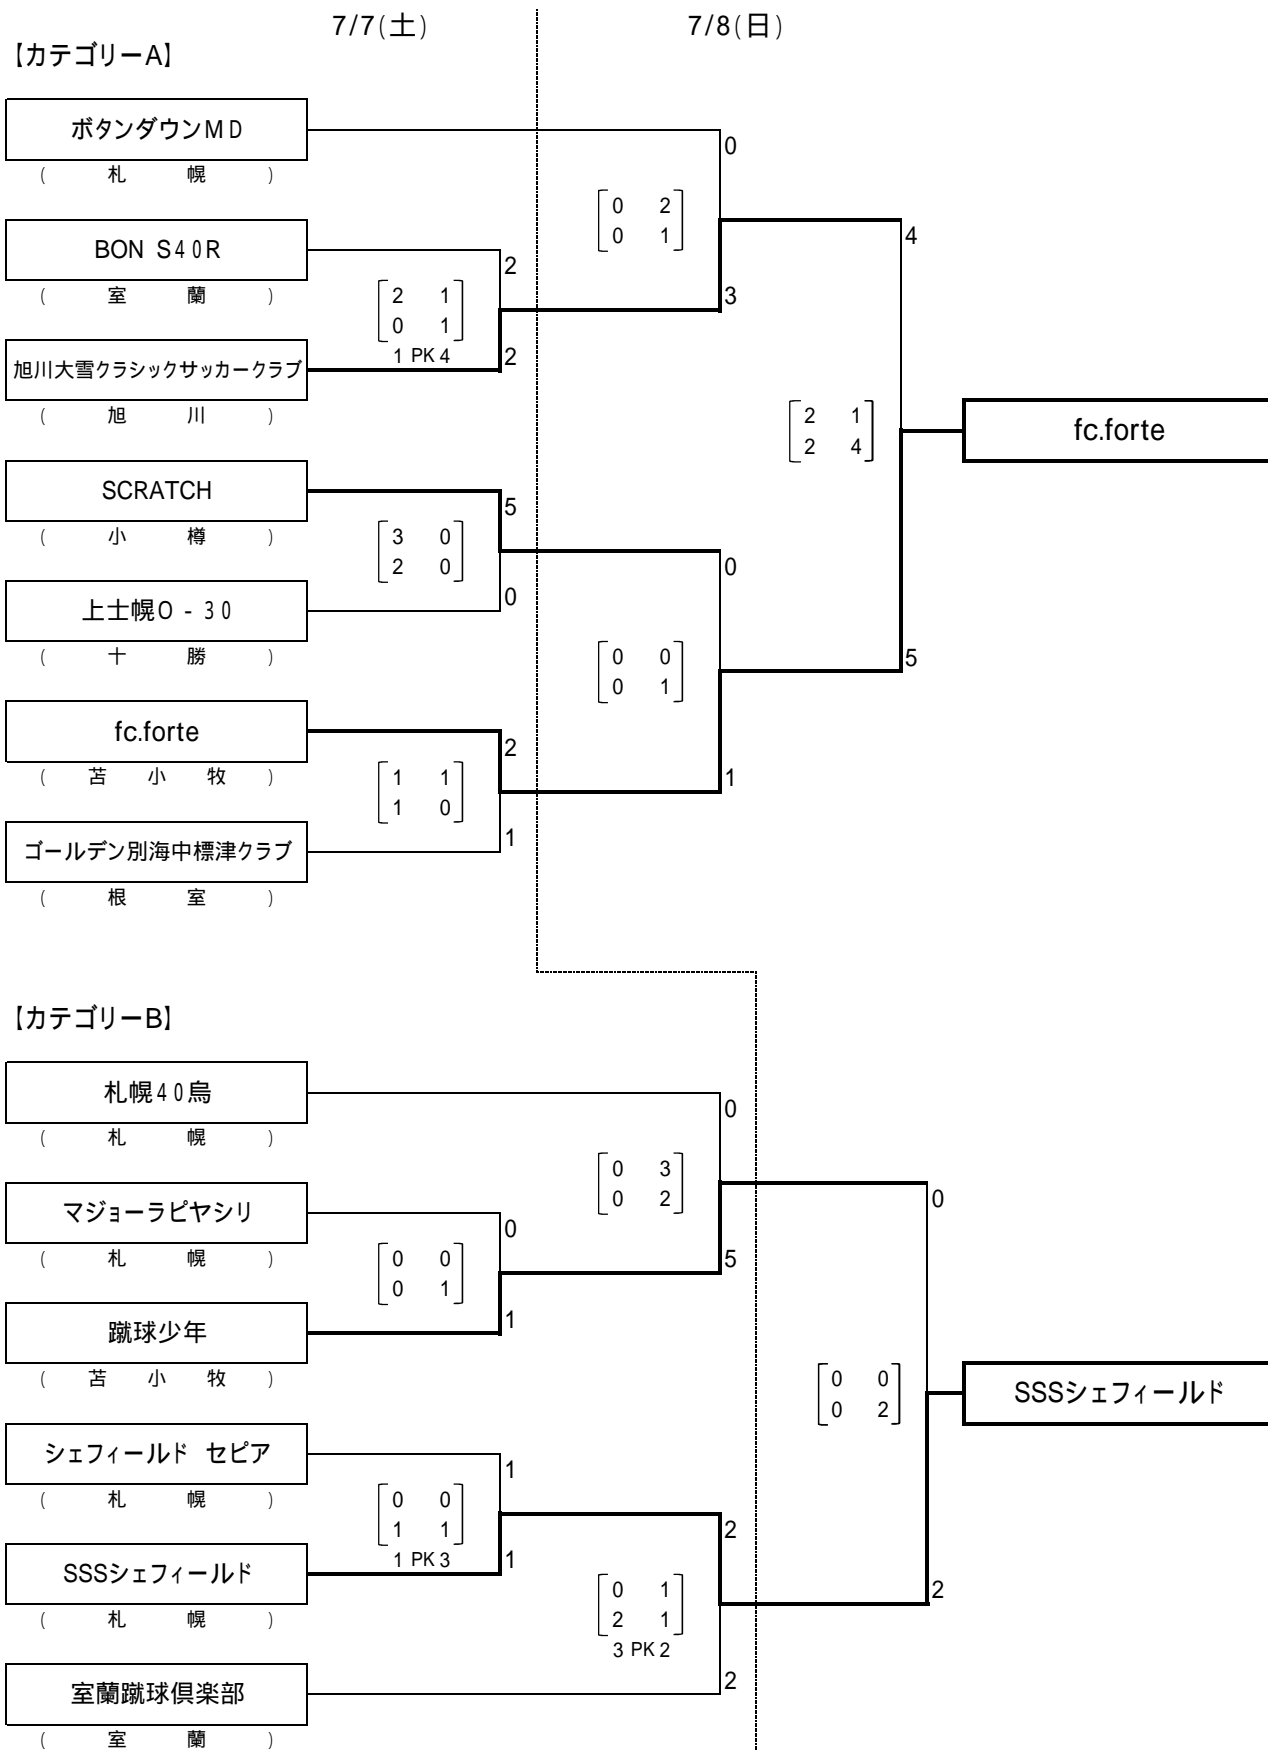 7/7(土)
7/8(日)
【カテゴリーA】
ボタンダウンMD
0
( 札 幌 )
0 2
0 1
BON S40R
4
2
( 室 蘭 )
2 1
3
0 1
1 PK 4
2
旭川大雪クラシックサッカークラブ
( 旭 川 )
2 1
fc.forte
2 4
SCRATCH
5
( 小 樽 )
3 0
2 0
0
上士幌O-30
0
( 十 勝 )
0 0
5
0 1
fc.forte
2
( 苫 小 牧 )
1 1
1
1 0
ゴールデン別海中標津クラブ
1
( 根 室 )
【カテゴリーB】
札幌40烏
0
( 札 幌 )
0 3
0 2
マジョーラピヤシリ
0
0
( 札 幌 )
0 0
5
0 1
蹴球少年
1
( 苫 小 牧 )
0 0
SSSシェフィールド
0 2
シェフィールド セピア
1
( 札 幌 )
0 0
1 1
2
1 PK 3
1
SSSシェフィールド
0 1
2
( 札 幌 )
2 1
3 PK 2
室蘭蹴球倶楽部
2
( 室 蘭 )